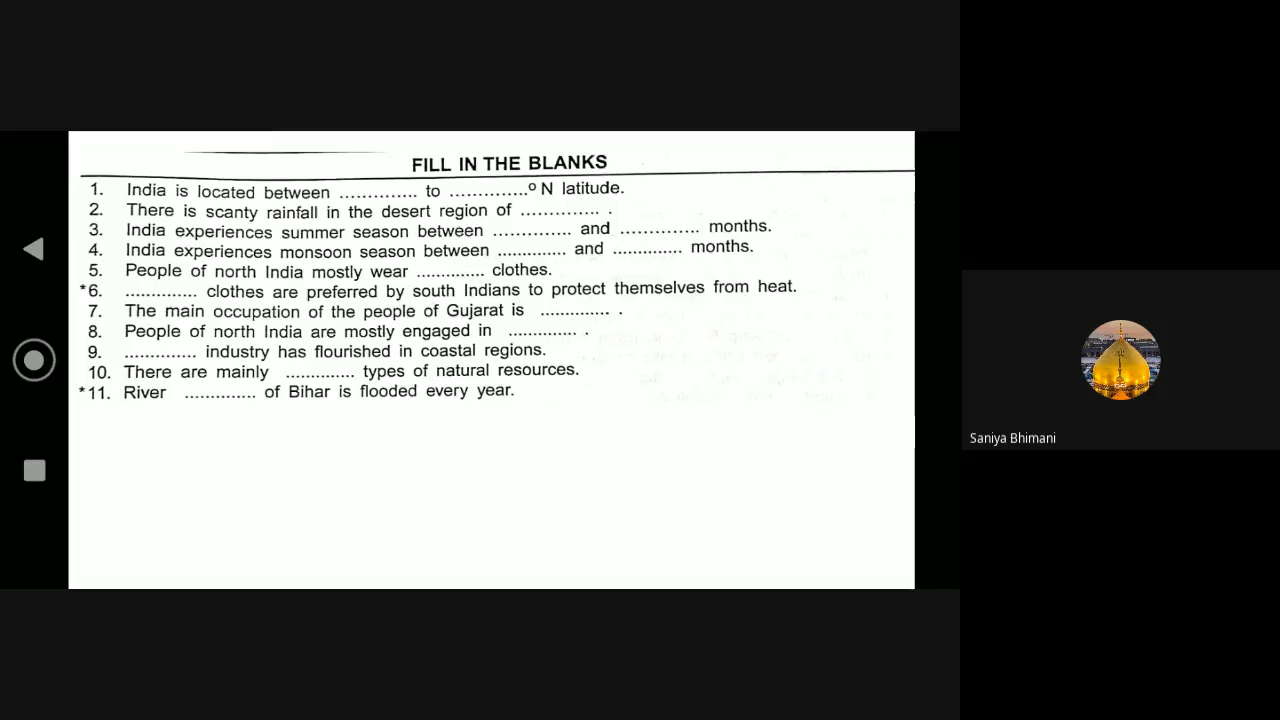 FILL IN THE BLANKS
1. India is located between .............. to ..............º N latitude.
2. There is scanty rainfall in the desert region of .............. .
3. India experiences summer season between .............. and .............. months.
4. India experiences monsoon season between ............. and ............. months.
5. People of north India mostly wear ............. clothes.
*6. ............. clothes are preferred by south Indians to protect themselves from heat.
7. The main occupation of the people of Gujarat is ............. .
8. People of north India are mostly engaged in ............. .
9. ............. industry has flourished in coastal regions.
10. There are mainly ............. types of natural resources.
*11. River ............. of Bihar is flooded every year.
Saniya Bhimani